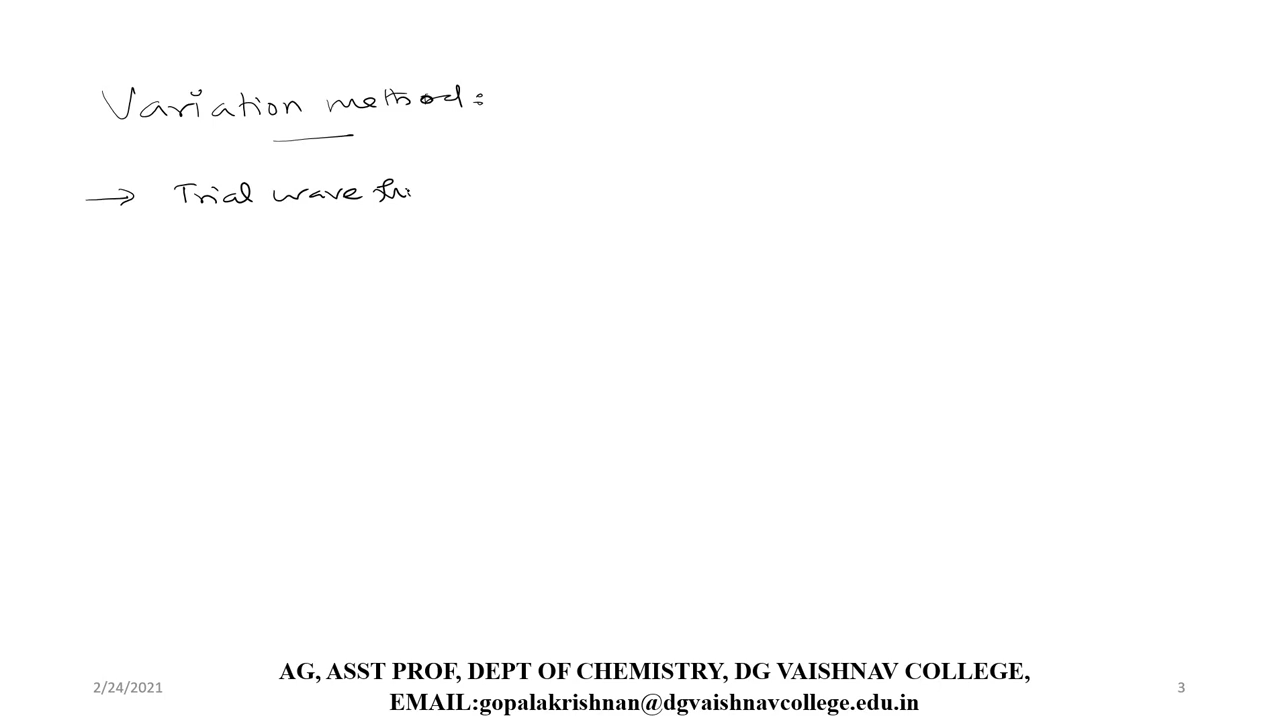 Variation method:
→ Trial wave
AG, ASST PROF, DEPT OF CHEMISTRY, DG VAISHNAV COLLEGE,
EMAIL:gopalakrishnan@dgvaishnavcollege.edu.in
2/24/2021
3